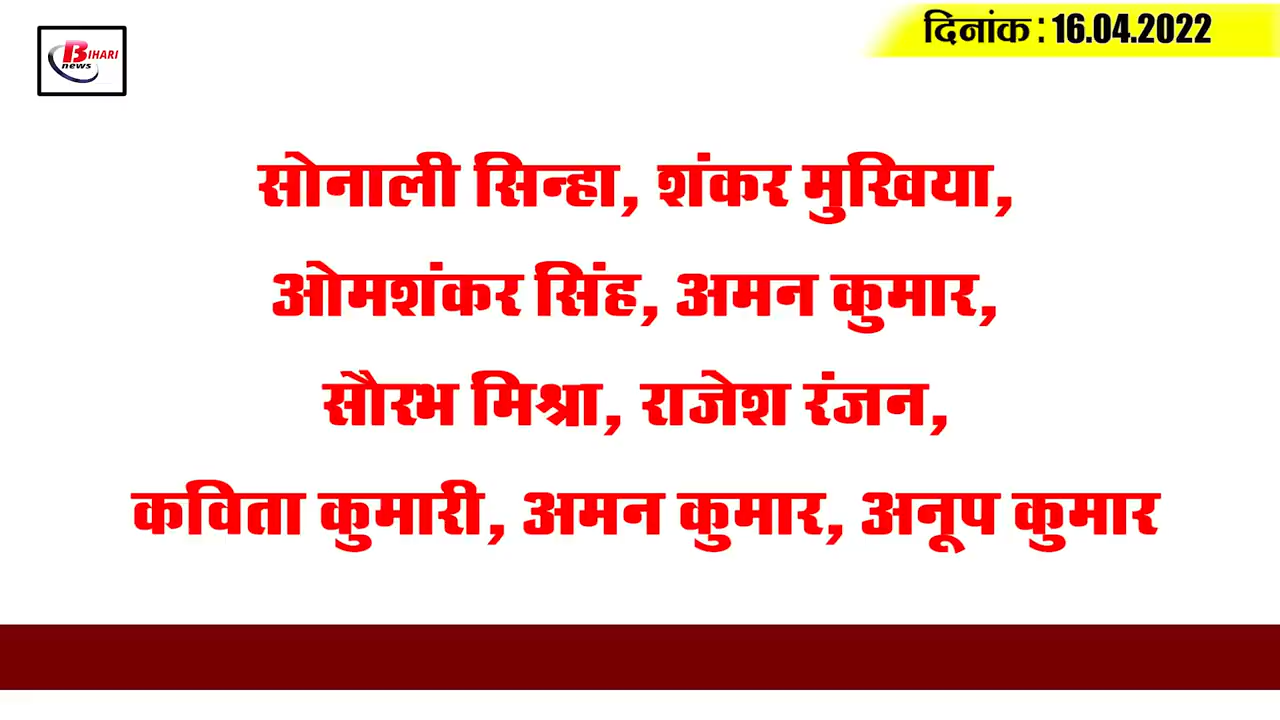 BIHARI
news
दिनांक : 16.04.2022
सोनाली सिन्हा, शंकर मुखिया,
ओमशंकर सिंह, अमन कुमार,
सौरभ मिश्रा, राजेश रंजन,
कविता कुमारी, अमन कुमार, अनूप कुमार